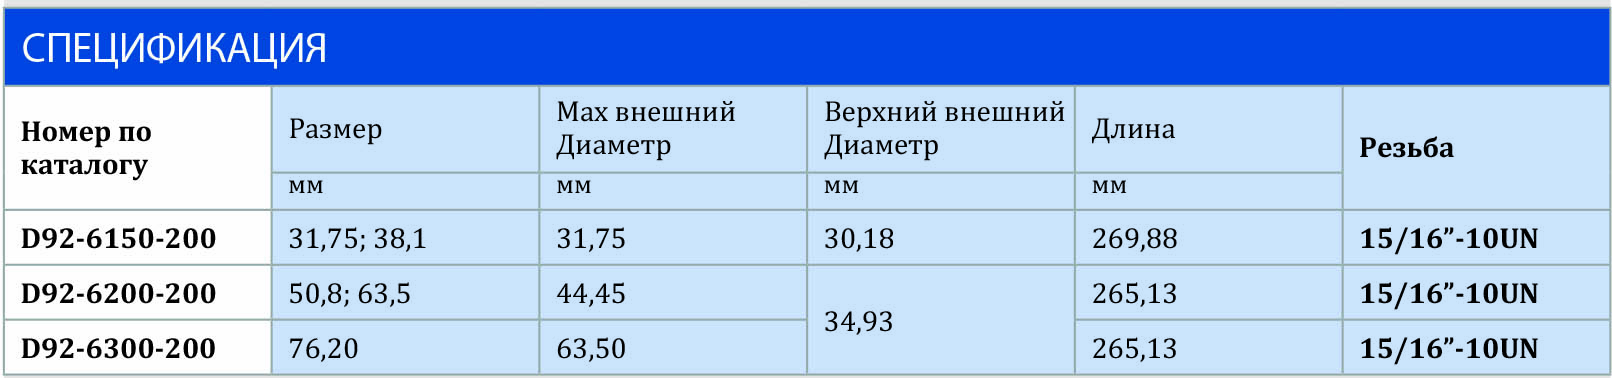 СПЕЦИФИКАЦИЯ
Номер по каталогу | Размер | Max внешний Диаметр | Верхний внешний Диаметр | Длина | Резьба
мм | мм | мм | мм
D92-6150-200 | 31,75; 38,1 | 31,75 | 30,18 | 269,88 | 15/16”-10UN
D92-6200-200 | 50,8; 63,5 | 44,45 | 34,93 | 265,13 | 15/16”-10UN
D92-6300-200 | 76,20 | 63,50 | 265,13 | 15/16”-10UN